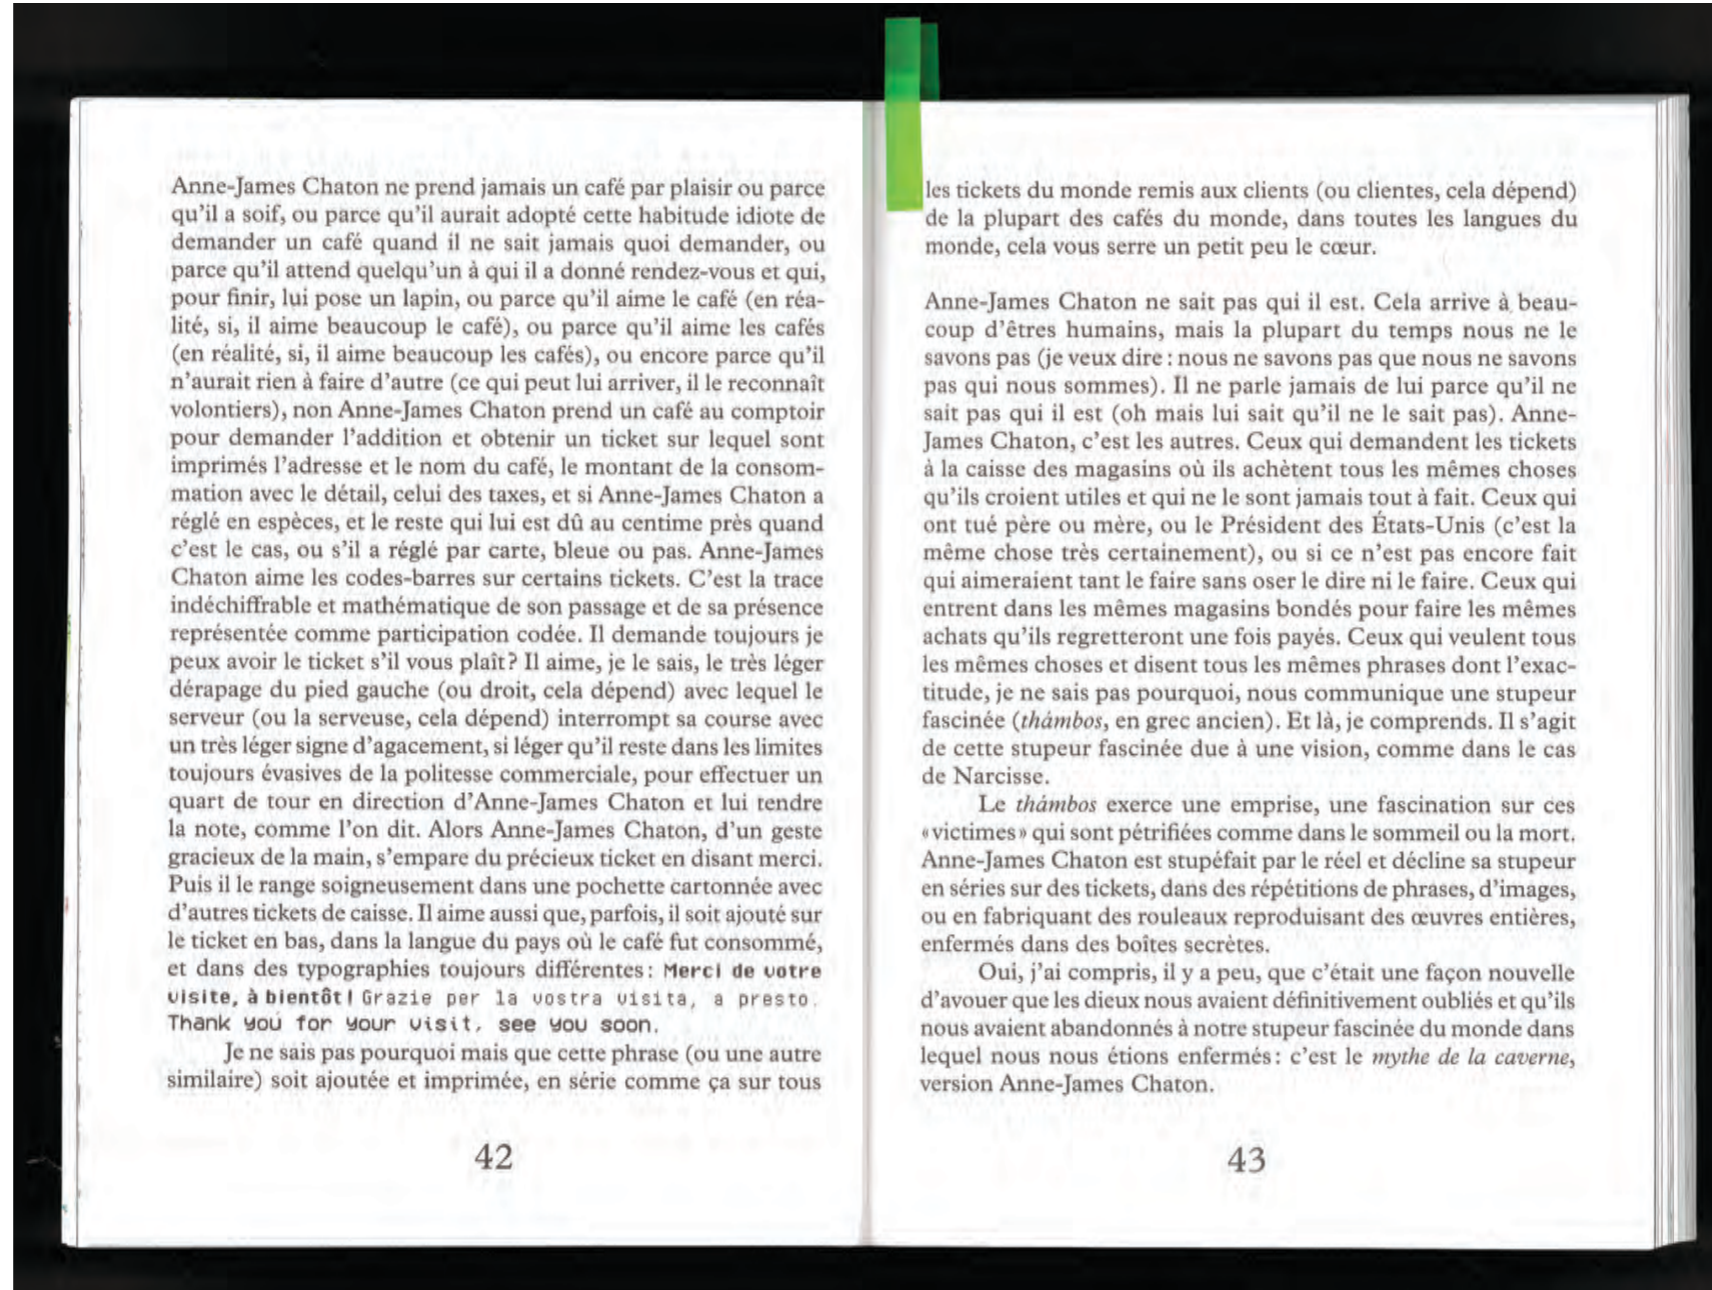 Anne-James Chaton ne prend jamais un café par plaisir ou parce
qu'il a soif, ou parce qu'il aurait adopté cette habitude idiote de
demander un café quand il ne sait jamais quoi demander, ou
parce qu'il attend quelqu'un à qui il a donné rendez-vous et qui,
pour finir, lui pose un lapin, ou parce qu'il aime le café (en réa-
lité, si, il aime beaucoup le café), ou parce qu'il aime les cafés
(en réalité, si, il aime beaucoup les cafés), ou encore parce qu'il
n'aurait rien à faire d'autre (ce qui peut lui arriver, il le reconnaît
volontiers), non Anne-James Chaton prend un café au comptoir
pour demander l'addition et obtenir un ticket sur lequel sont
imprimés l'adresse et le nom du café, le montant de la consom-
mation avec le détail, celui des taxes, et si Anne-James Chaton a
réglé en espèces, et le reste qui lui est dû au centime près quand
c'est le cas, ou s'il a réglé par carte, bleue ou pas. Anne-James
Chaton aime les codes-barres sur certains tickets. C'est la trace
indéchiffrable et mathématique de son passage et de sa présence
représentée comme participation codée. Il demande toujours je
peux avoir le ticket s'il vous plaît ? Il aime, je le sais, le très léger
dérapage du pied gauche (ou droit, cela dépend) avec lequel le
serveur (ou la serveuse, cela dépend) interrompt sa course avec
un très léger signe d'agacement, si léger qu'il reste dans les limites
toujours évasives de la politesse commerciale, pour effectuer un
quart de tour en direction d'Anne-James Chaton et lui tendre
la note, comme l'on dit. Alors Anne-James Chaton, d'un geste
gracieux de la main, s'empare du précieux ticket en disant merci.
Puis il le range soigneusement dans une pochette cartonnée avec
d'autres tickets de caisse. Il aime aussi que, parfois, il soit ajouté sur
le ticket en bas, dans la langue du pays où le café fut consommé,
et dans des typographies toujours différentes : Merci de votre
visite, à bientôt ! Grazie per la vostra visita, a presto.
Thank you for your visit, see you soon.
Je ne sais pas pourquoi mais que cette phrase (ou une autre
similaire) soit ajoutée et imprimée, en série comme ça sur tous
42
les tickets du monde remis aux clients (ou clientes, cela dépend)
de la plupart des cafés du monde, dans toutes les langues du
monde, cela vous serre un petit peu le cœur.
Anne-James Chaton ne sait pas qui il est. Cela arrive à beau-
coup d'êtres humains, mais la plupart du temps nous ne le
savons pas (je veux dire : nous ne savons pas que nous ne savons
pas qui nous sommes). Il ne parle jamais de lui parce qu'il ne
sait pas qui il est (oh mais lui sait qu'il ne le sait pas). Anne-
James Chaton, c'est les autres. Ceux qui demandent les tickets
à la caisse des magasins où ils achètent tous les mêmes choses
qu'ils croient utiles et qui ne le sont jamais tout à fait. Ceux qui
ont tué père ou mère, ou le Président des États-Unis (c'est la
même chose très certainement), ou si ce n'est pas encore fait
qui aimeraient tant le faire sans oser le dire ni le faire. Ceux qui
entrent dans les mêmes magasins bondés pour faire les mêmes
achats qu'ils regretteront une fois payés. Ceux qui veulent tous
les mêmes choses et disent tous les mêmes phrases dont l'exac-
titude, je ne sais pas pourquoi, nous communique une stupeur
fascinée (thámbos, en grec ancien). Et là, je comprends. Il s'agit
de cette stupeur fascinée due à une vision, comme dans le cas
de Narcisse.
Le thámbos exerce une emprise, une fascination sur ces
« victimes » qui sont pétrifiées comme dans le sommeil ou la mort.
Anne-James Chaton est stupéfait par le réel et décline sa stupeur
en séries sur des tickets, dans des répétitions de phrases, d'images,
ou en fabriquant des rouleaux reproduisant des œuvres entières,
enfermés dans des boîtes secrètes.
Oui, j'ai compris, il y a peu, que c'était une façon nouvelle
d'avouer que les dieux nous avaient définitivement oubliés et qu'ils
nous avaient abandonnés à notre stupeur fascinée du monde dans
lequel nous nous étions enfermés : c'est le mythe de la caverne,
version Anne-James Chaton.
43